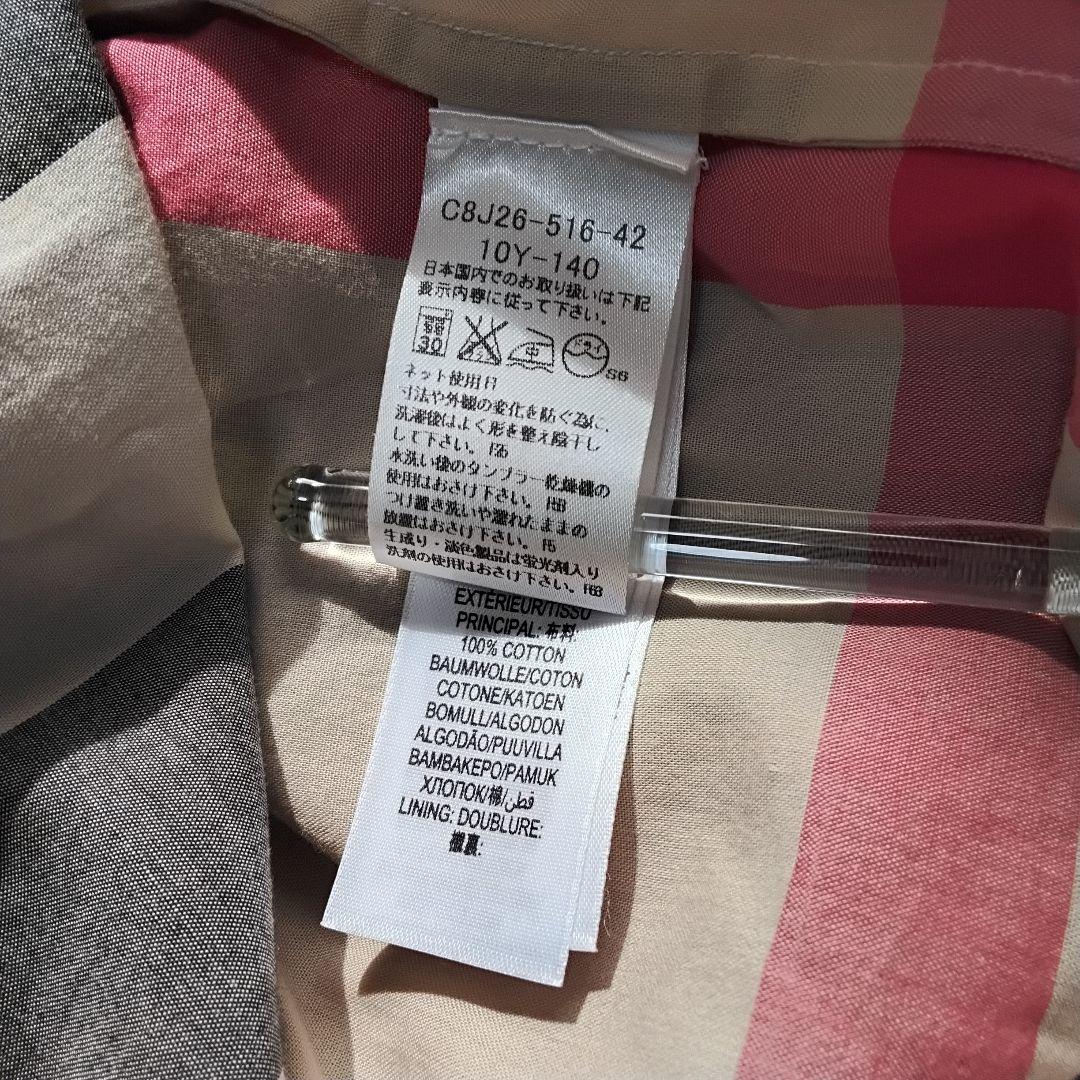 C8J26-516-42
10Y-140
日本国内でのお取り扱いは下記
表示内容に従って下さい。
30 中 ドライ
S6
ネット使用
寸法や外観の変化を防ぐ為に、
洗濯後はよく形を整え陰干し
して下さい。
水洗い後のタンブラー乾燥機の
使用はおさけ下さい。
つけ置き洗いや濡れたままの
放置はおさけ下さい。
生成り・淡色製品は蛍光剤入り
洗剤の使用はおさけ下さい。
EXTÉRIEUR/TISSU
PRINCIPAL: 布料:
100% COTTON
BAUMWOLLE/COTON
COTONE/KATOEN
BOMULL/ALGODON
ALGODÃO/PUUVILLA
BAMBAKEPO/PAMUK
ХЛОПОК/棉/قطن
LINING: DOUBLURE:
裏: